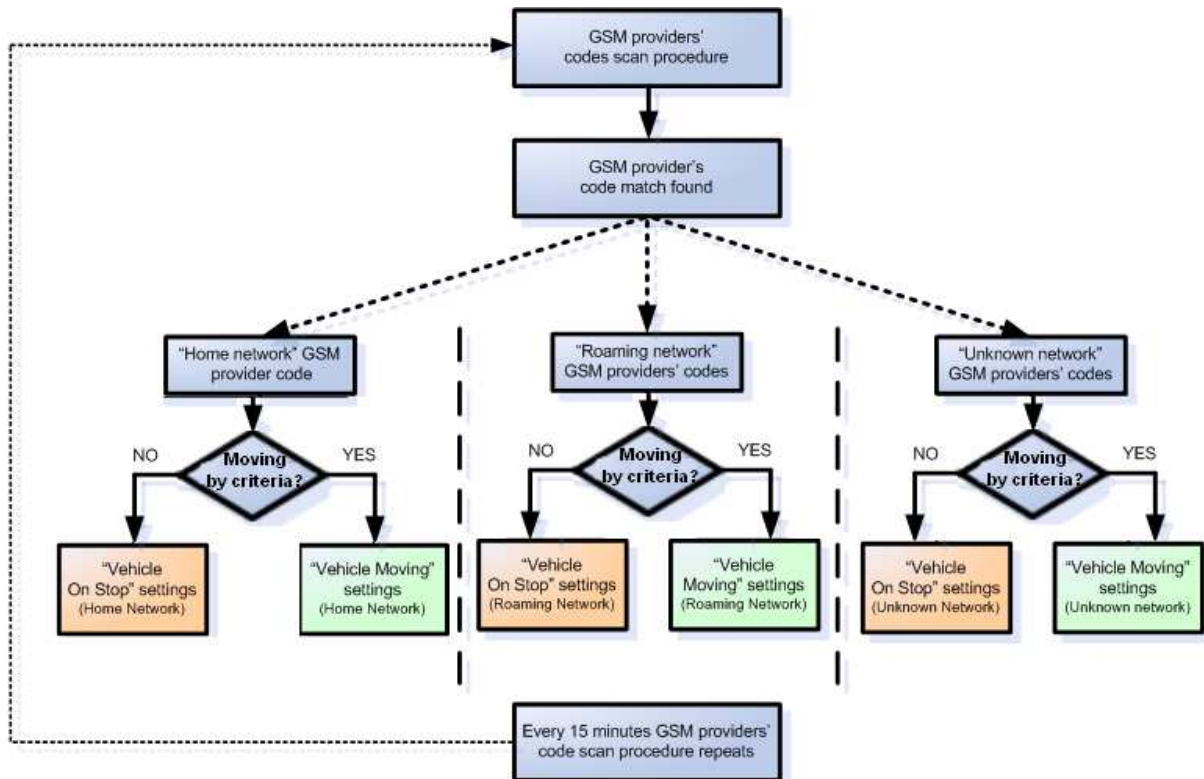 GSM providers'
codes scan procedure
GSM provider's
code match found
"Home network" GSM
provider code
"Roaming network"
GSM providers' codes
"Unknown network"
GSM providers' codes
NO
Moving
by criteria?
YES
NO
Moving
by criteria?
YES
NO
Moving
by criteria?
YES
"Vehicle
On Stop" settings
(Home Network)
"Vehicle Moving"
settings
(Home Network)
"Vehicle
On Stop" settings
(Roaming Network)
"Vehicle
Moving" settings
(Roaming Network)
"Vehicle
On Stop" settings
(Unknown Network)
"Vehicle Moving"
settings
(Unknown network)
Every 15 minutes GSM providers'
code scan procedure repeats